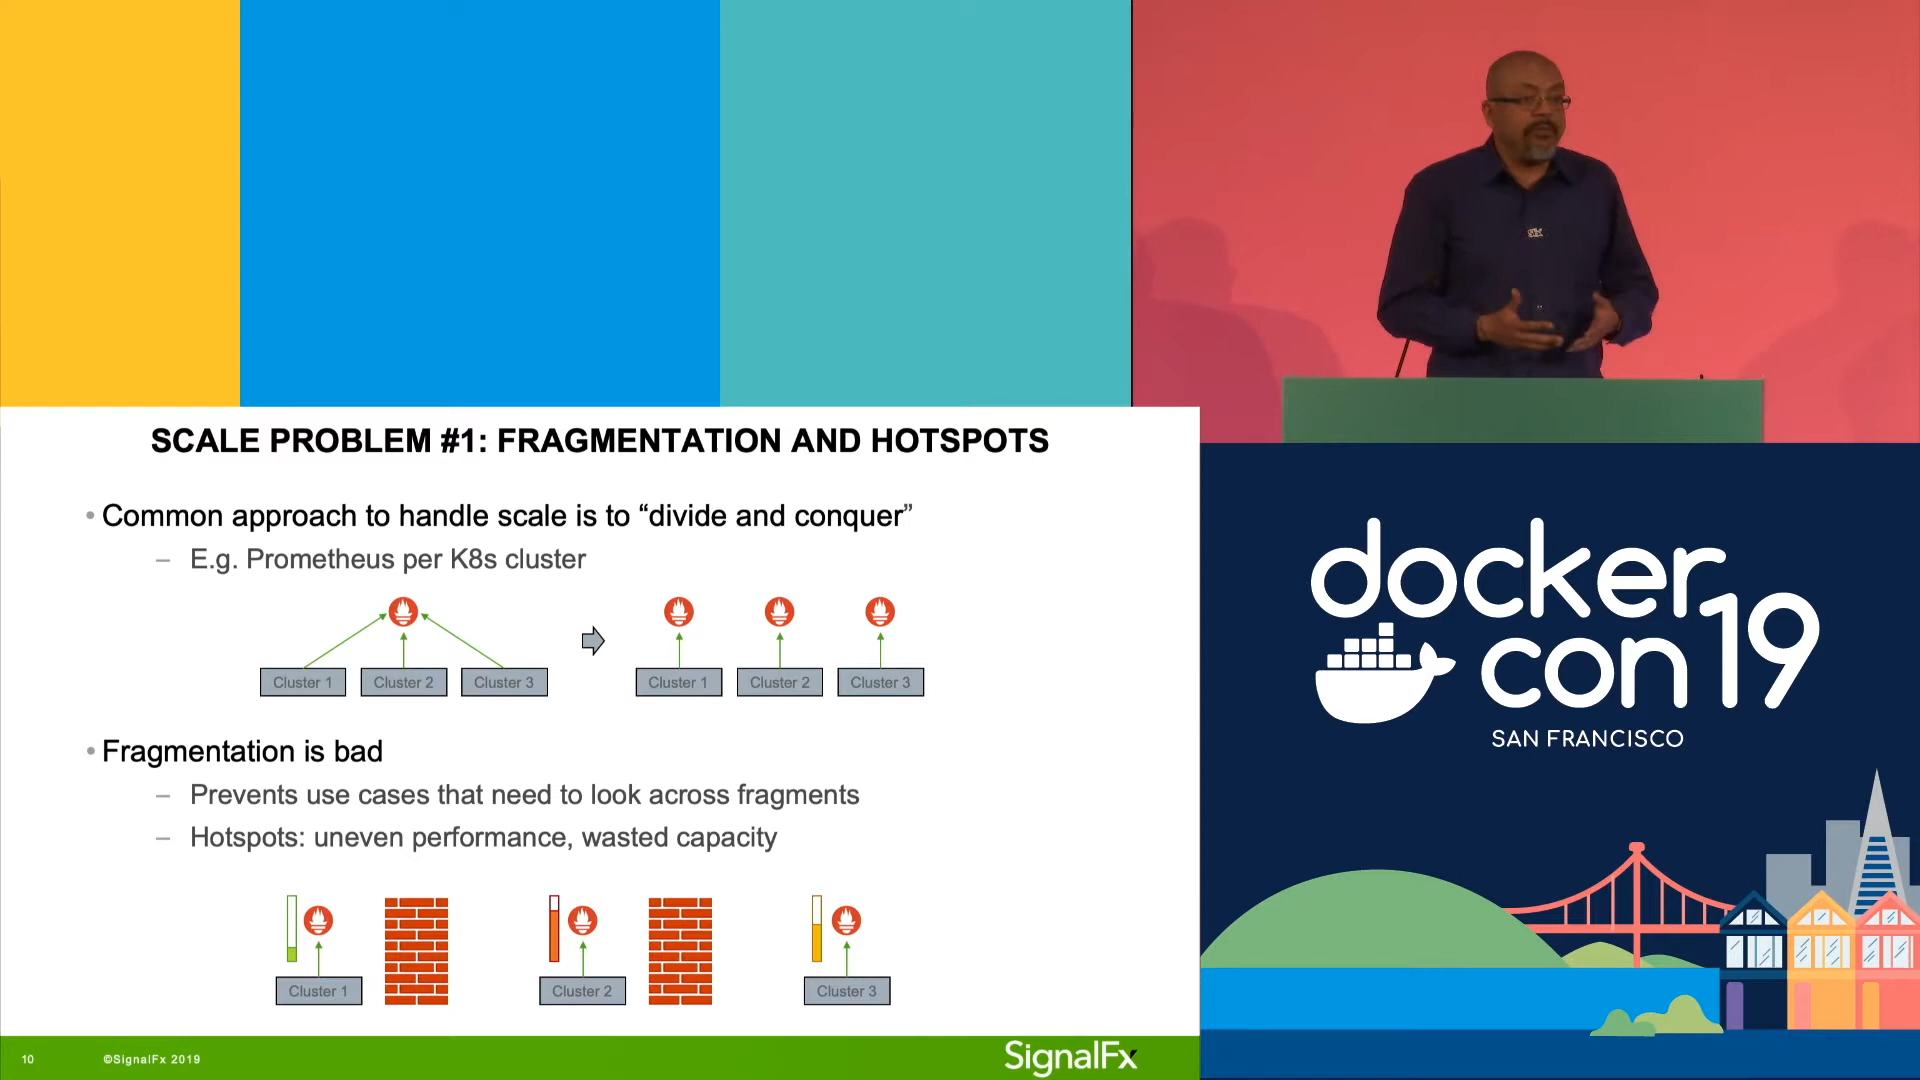 SCALE PROBLEM #1: FRAGMENTATION AND HOTSPOTS
• Common approach to handle scale is to “divide and conquer”
– E.g. Prometheus per K8s cluster
Cluster 1 Cluster 2 Cluster 3 Cluster 1 Cluster 2 Cluster 3
• Fragmentation is bad
– Prevents use cases that need to look across fragments
– Hotspots: uneven performance, wasted capacity
Cluster 1 Cluster 2 Cluster 3
10 ©SignalFx 2019 SignalFx
docker
con19
SAN FRANCISCO